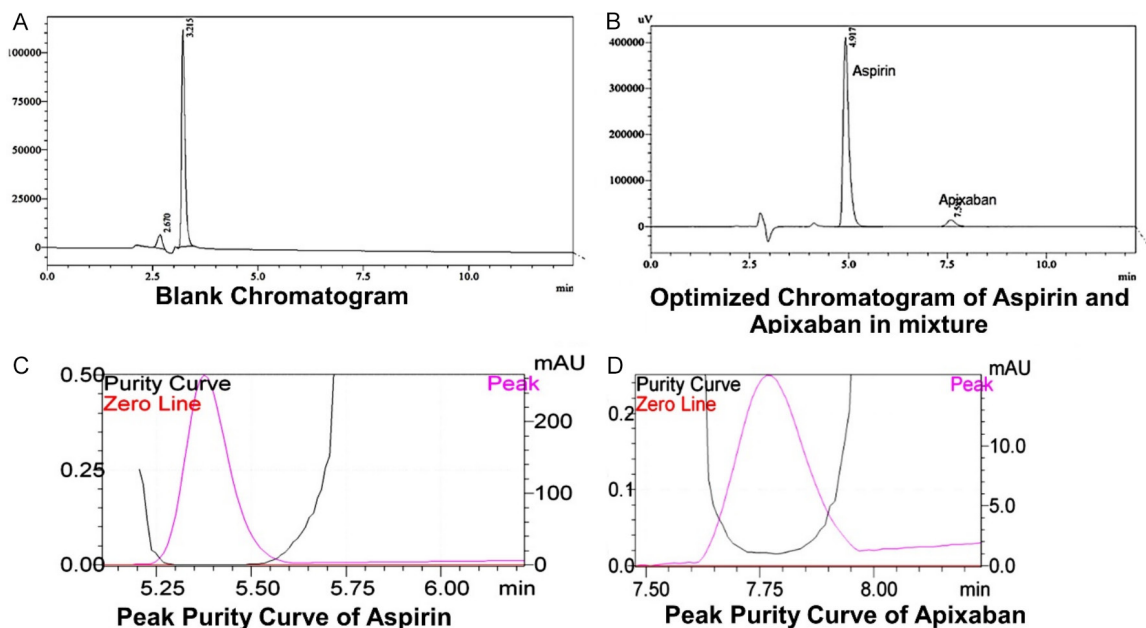 A
3.215
100000
75000
50000
25000
0
2.670
0.0
2.5
5.0
7.5
10.0
min
Blank Chromatogram
B
uV
400000
300000
200000
100000
0
4.917
Aspirin
Apixaban
0.0
2.5
5.0
7.5
10.0
min
Optimized Chromatogram of Aspirin and
Apixaban in mixture
C
mAU
0.50
Purity Curve
Peak
Zero Line
200
0.25
100
0.00
0
5.25
5.50
5.75
6.00
min
Peak Purity Curve of Aspirin
D
mAU
Purity Curve
Peak
0.2
Zero Line
10.0
0.1
5.0
0.0
0.0
7.50
7.75
8.00
min
Peak Purity Curve of Apixaban